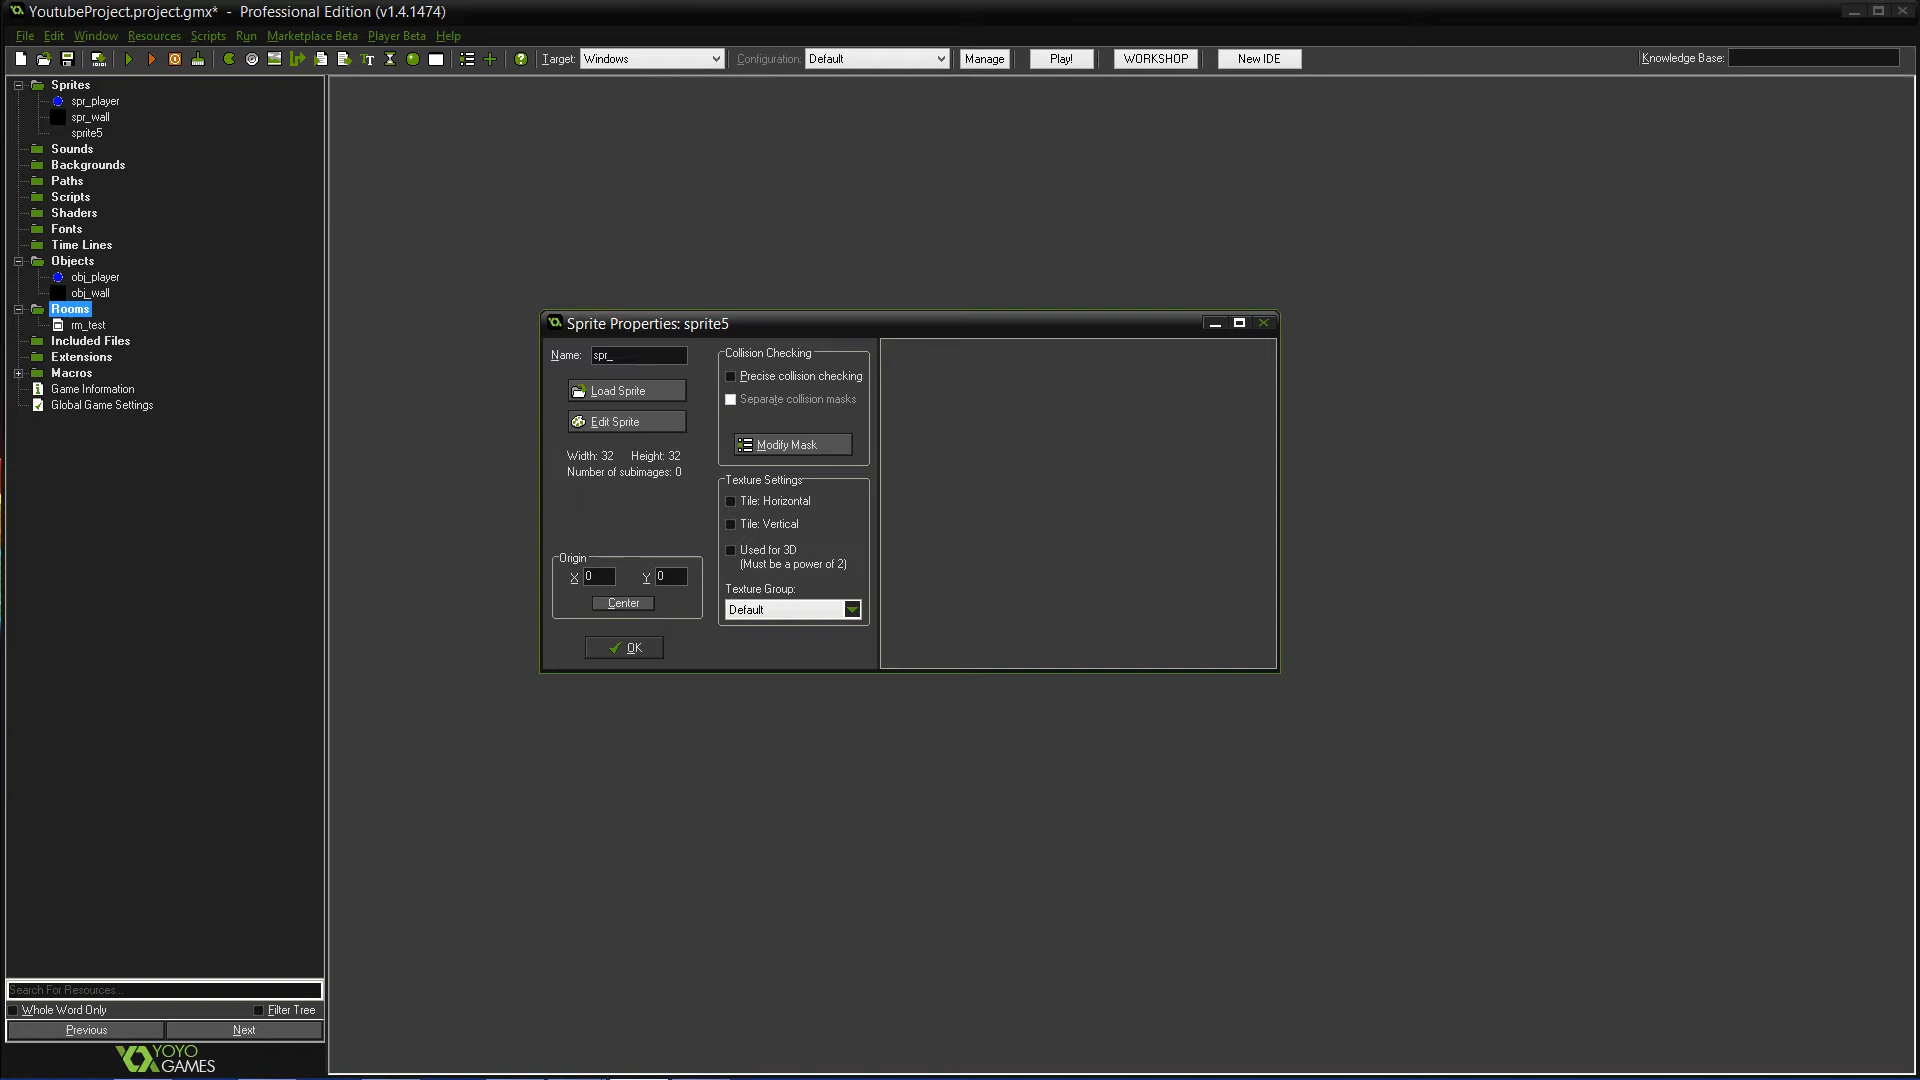 YoutubeProject.project.gmx* - Professional Edition (v1.4.1474)
File Edit Window Resources Scripts Run Marketplace Beta Player Beta Help
Target: Windows Configuration: Default Manage Play! WORKSHOP New IDE Knowledge Base:
Sprites
spr_player
spr_wall
sprite5
Sounds
Backgrounds
Paths
Scripts
Shaders
Fonts
Time Lines
Objects
obj_player
obj_wall
Rooms
rm_test
Included Files
Extensions
Macros
Game Information
Global Game Settings
Sprite Properties: sprite5
Name: spr_
Load Sprite
Edit Sprite
Width: 32 Height: 32
Number of subimages: 0
Origin
X 0 Y 0
Center
OK
Collision Checking
Precise collision checking
Separate collision masks
Modify Mask
Texture Settings
Tile: Horizontal
Tile: Vertical
Used for 3D
(Must be a power of 2)
Texture Group:
Default
Search For Resources...
Whole Word Only Filter Tree
Previous Next
YOYO
GAMES